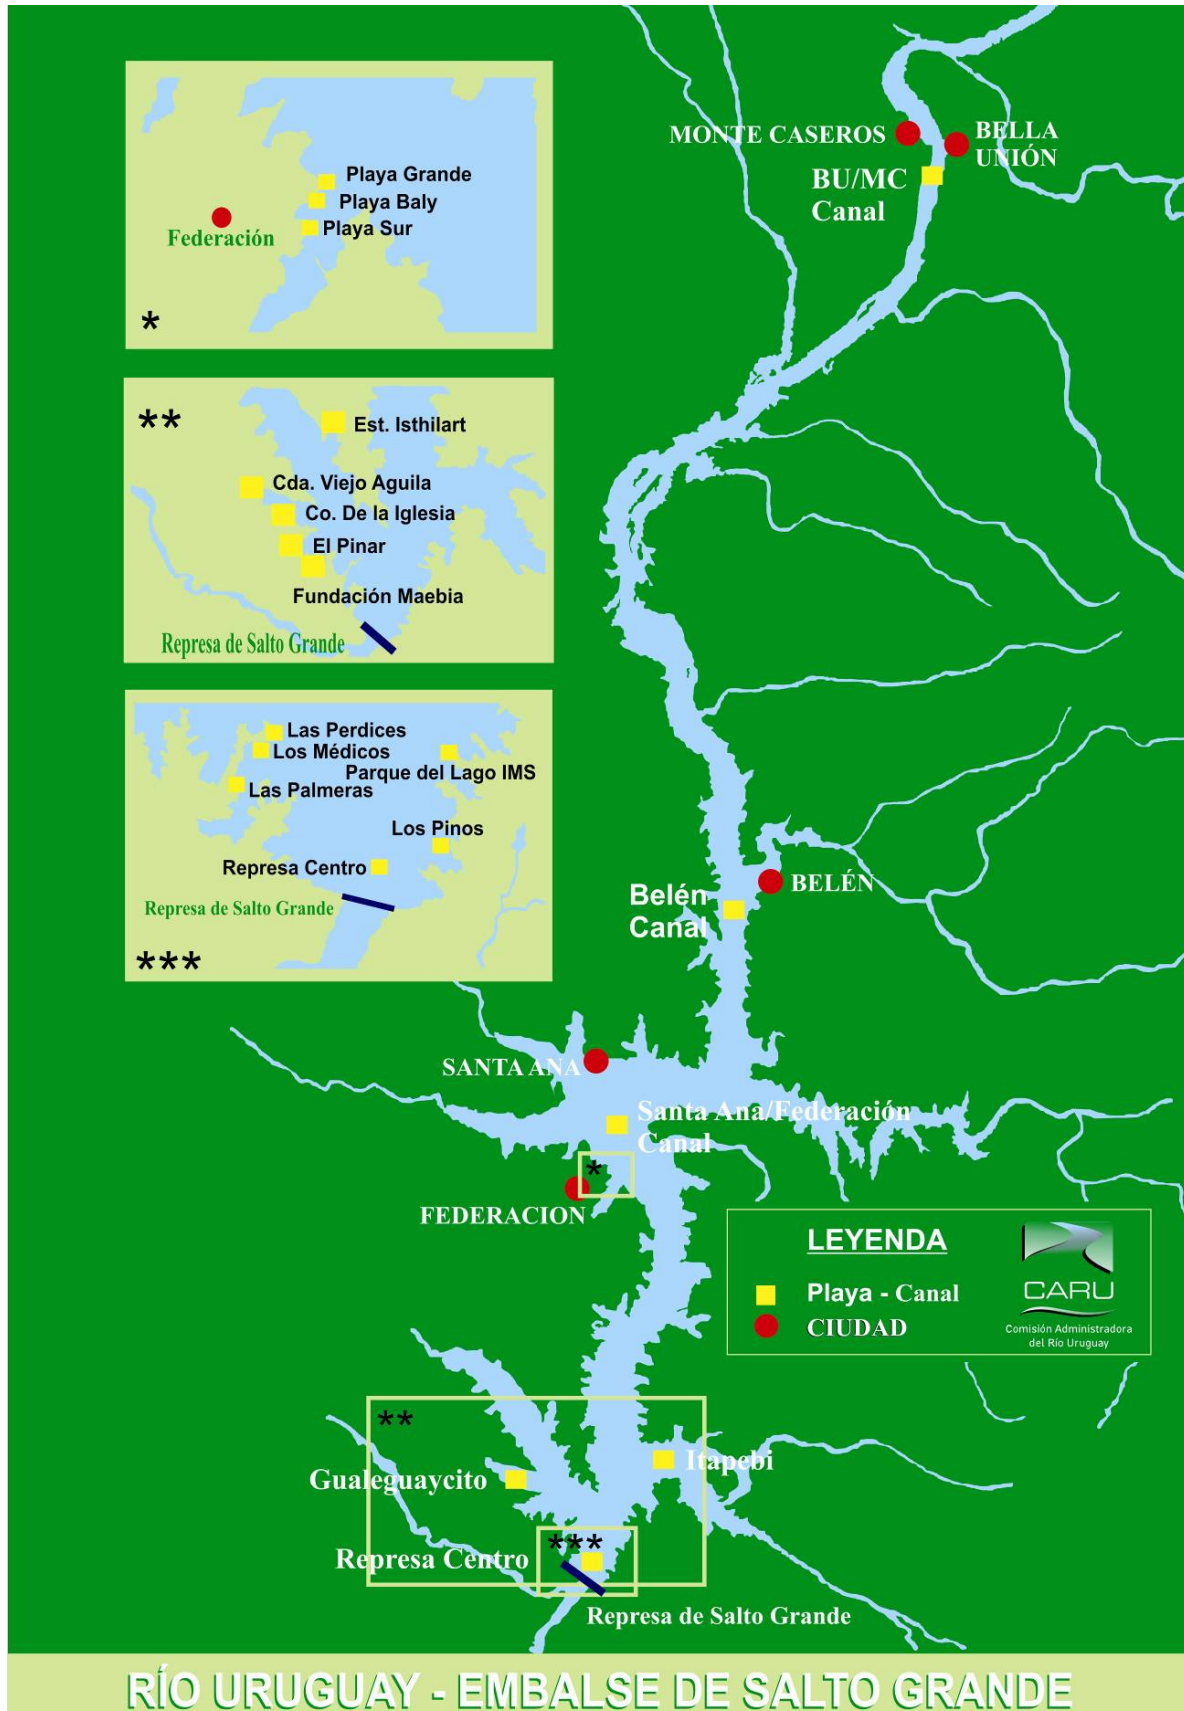 MONTE CASEROS
BELLA
UNIÓN
BU/MC
Canal
Playa Grande
Playa Baly
Playa Sur
Federación
*
**
Est. Isthilart
Cda. Viejo Aguila
Co. De la Iglesia
El Pinar
Fundación Maebia
Represa de Salto Grande
Las Perdices
Los Médicos
Parque del Lago IMS
Las Palmeras
Los Pinos
Represa Centro
Represa de Salto Grande
***
BELÉN
Belén
Canal
SANTA ANA
Santa Ana/Federación
Canal
*
FEDERACION
LEYENDA
Playa - Canal
CIUDAD
CARU
Comisión Administradora
del Río Uruguay
**
Itapebi
Gualeguaycito
***
Represa Centro
Represa de Salto Grande
RÍO URUGUAY - EMBALSE DE SALTO GRANDE